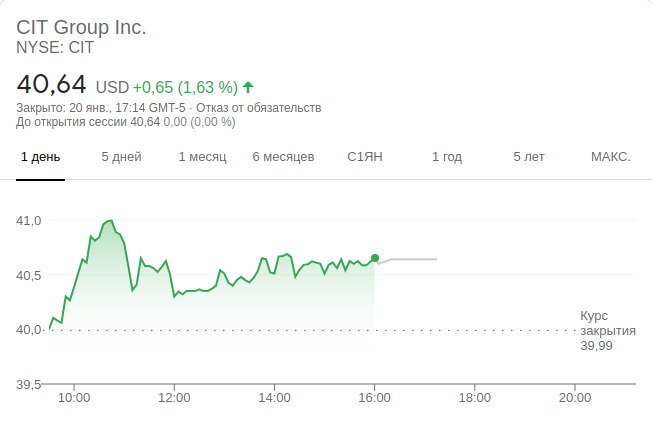 CIT Group Inc.
NYSE: CIT
40,64 USD +0,65 (1,63 %)
Закрыто: 20 янв., 17:14 GMT-5 · Отказ от обязательств
До открытия сессии 40,64 0,00 (0,00 %)
1 день 5 дней 1 месяц 6 месяцев С1ЯН 1 год 5 лет МАКС.
41,0
40,5
40,0
Курс
закрытия
39,99
39,5
10:00 12:00 14:00 16:00 18:00 20:00